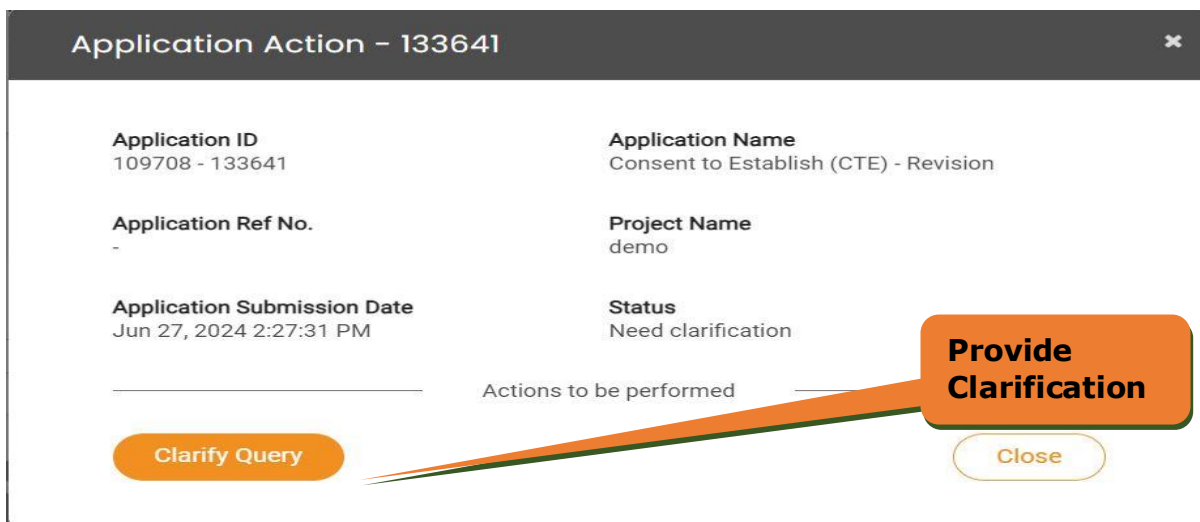 Application Action - 133641
×
Application ID
109708 - 133641
Application Name
Consent to Establish (CTE) - Revision
Application Ref No.
-
Project Name
demo
Application Submission Date
Jun 27, 2024 2:27:31 PM
Status
Need clarification
Provide
Clarification
Actions to be performed
Clarify Query
Close